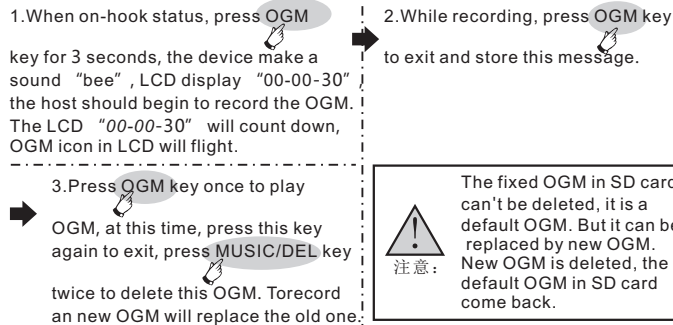 1.When on-hook status, press OGM
key for 3 seconds, the device make a
sound “bee”, LCD display “00-00-30”,
the host should begin to record the OGM.
The LCD “00-00-30” will count down,
OGM icon in LCD will flight.
2.While recording, press OGM key
to exit and store this message.
3.Press OGM key once to play
OGM, at this time, press this key
again to exit, press MUSIC/DEL key
twice to delete this OGM. Torecord
an new OGM will replace the old one.
The fixed OGM in SD card
can't be deleted, it is a
default OGM. But it can be
replaced by new OGM.
注意: New OGM is deleted, the
default OGM in SD card
come back.